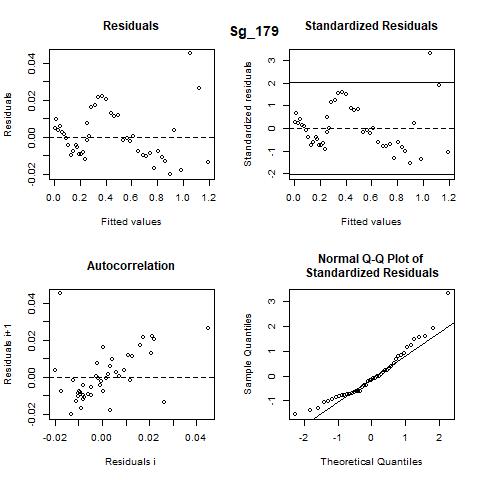 Sg_179
Residuals
Residuals
-0.02 0.00 0.02 0.04
0.0 0.2 0.4 0.6 0.8 1.0 1.2
Fitted values
Standardized Residuals
Standardized residuals
-2 -1 0 1 2 3
0.0 0.2 0.4 0.6 0.8 1.0 1.2
Fitted values
Autocorrelation
Residuals i+1
-0.02 0.00 0.02 0.04
-0.02 0.00 0.02 0.04
Residuals i
Normal Q-Q Plot of
Standardized Residuals
Sample Quantiles
-1 0 1 2 3
-2 -1 0 1 2
Theoretical Quantiles